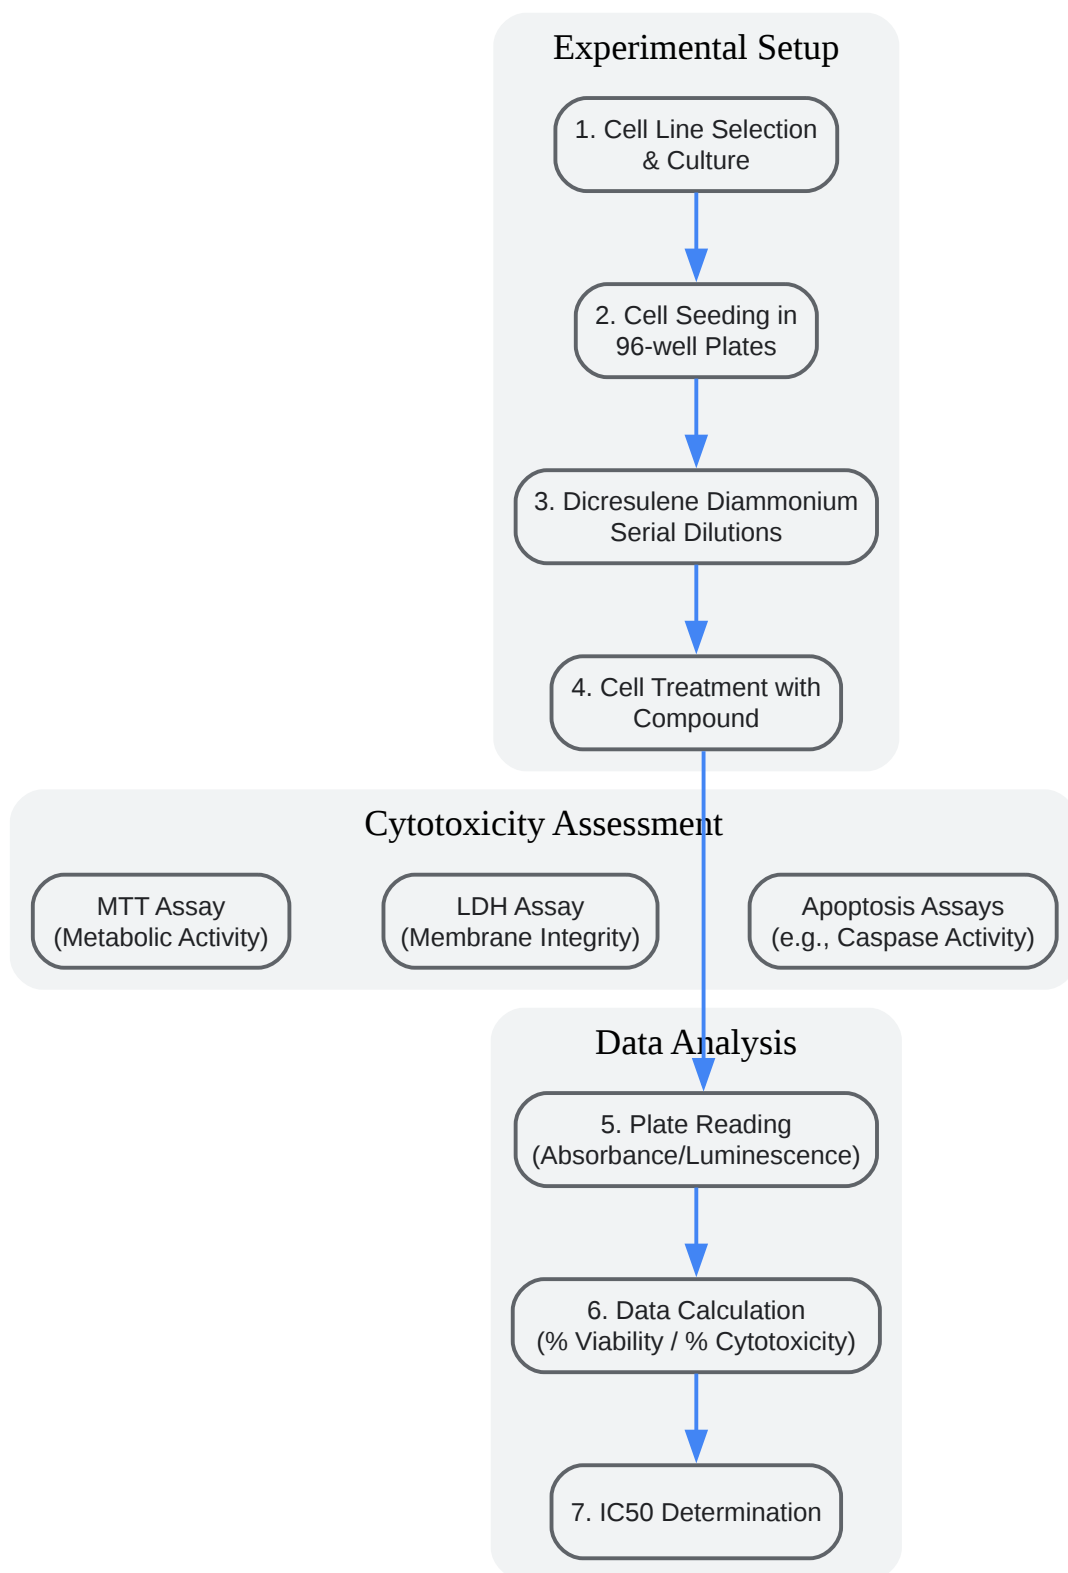 Experimental Setup
1. Cell Line Selection
& Culture
2. Cell Seeding in
96-well Plates
3. Dicresulene Diammonium
Serial Dilutions
4. Cell Treatment with
Compound
Cytotoxicity Assessment
MTT Assay
(Metabolic Activity)
LDH Assay
(Membrane Integrity)
Apoptosis Assays
(e.g., Caspase Activity)
Data Analysis
5. Plate Reading
(Absorbance/Luminescence)
6. Data Calculation
(% Viability / % Cytotoxicity)
7. IC50 Determination